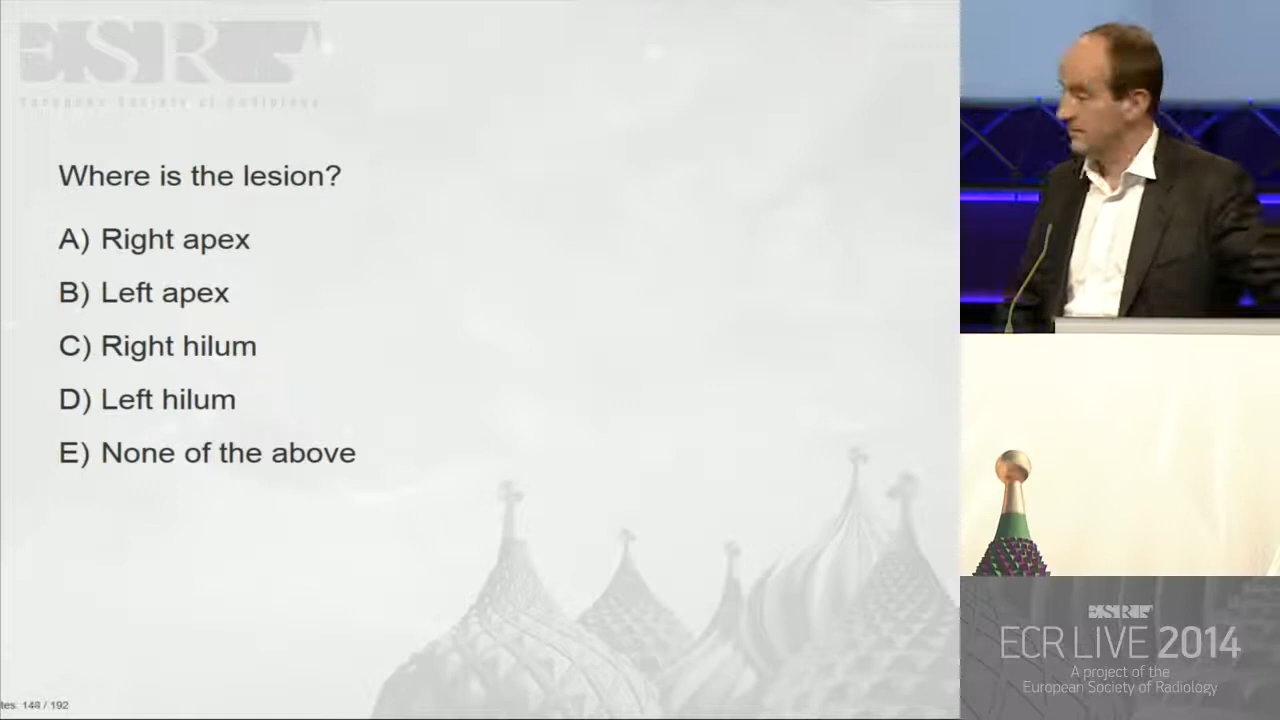 ESR
European Society of Radiology
Where is the lesion?
A) Right apex
B) Left apex
C) Right hilum
D) Left hilum
E) None of the above
tes: 148 / 192
ESR
ECR LIVE 2014
A project of the
European Society of Radiology